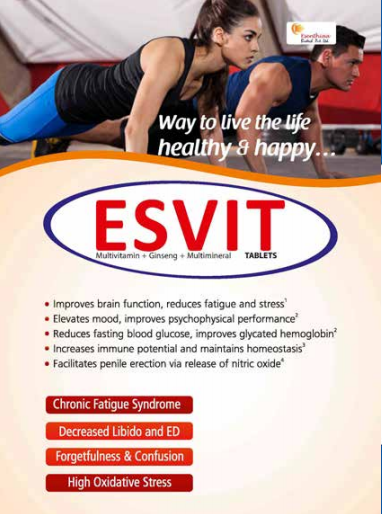 Way to live the life
healthy & happy...
ESVIT
Multivitamin + Ginseng + Multimineral TABLETS
• Improves brain function, reduces fatigue and stress¹
• Elevates mood, improves psychophysical performance²
• Reduces fasting blood glucose, improves glycated hemoglobin²
• Increases immune potential and maintains homeostasis³
• Facilitates penile erection via release of nitric oxide⁴
Chronic Fatigue Syndrome
Decreased Libido and ED
Forgetfulness & Confusion
High Oxidative Stress